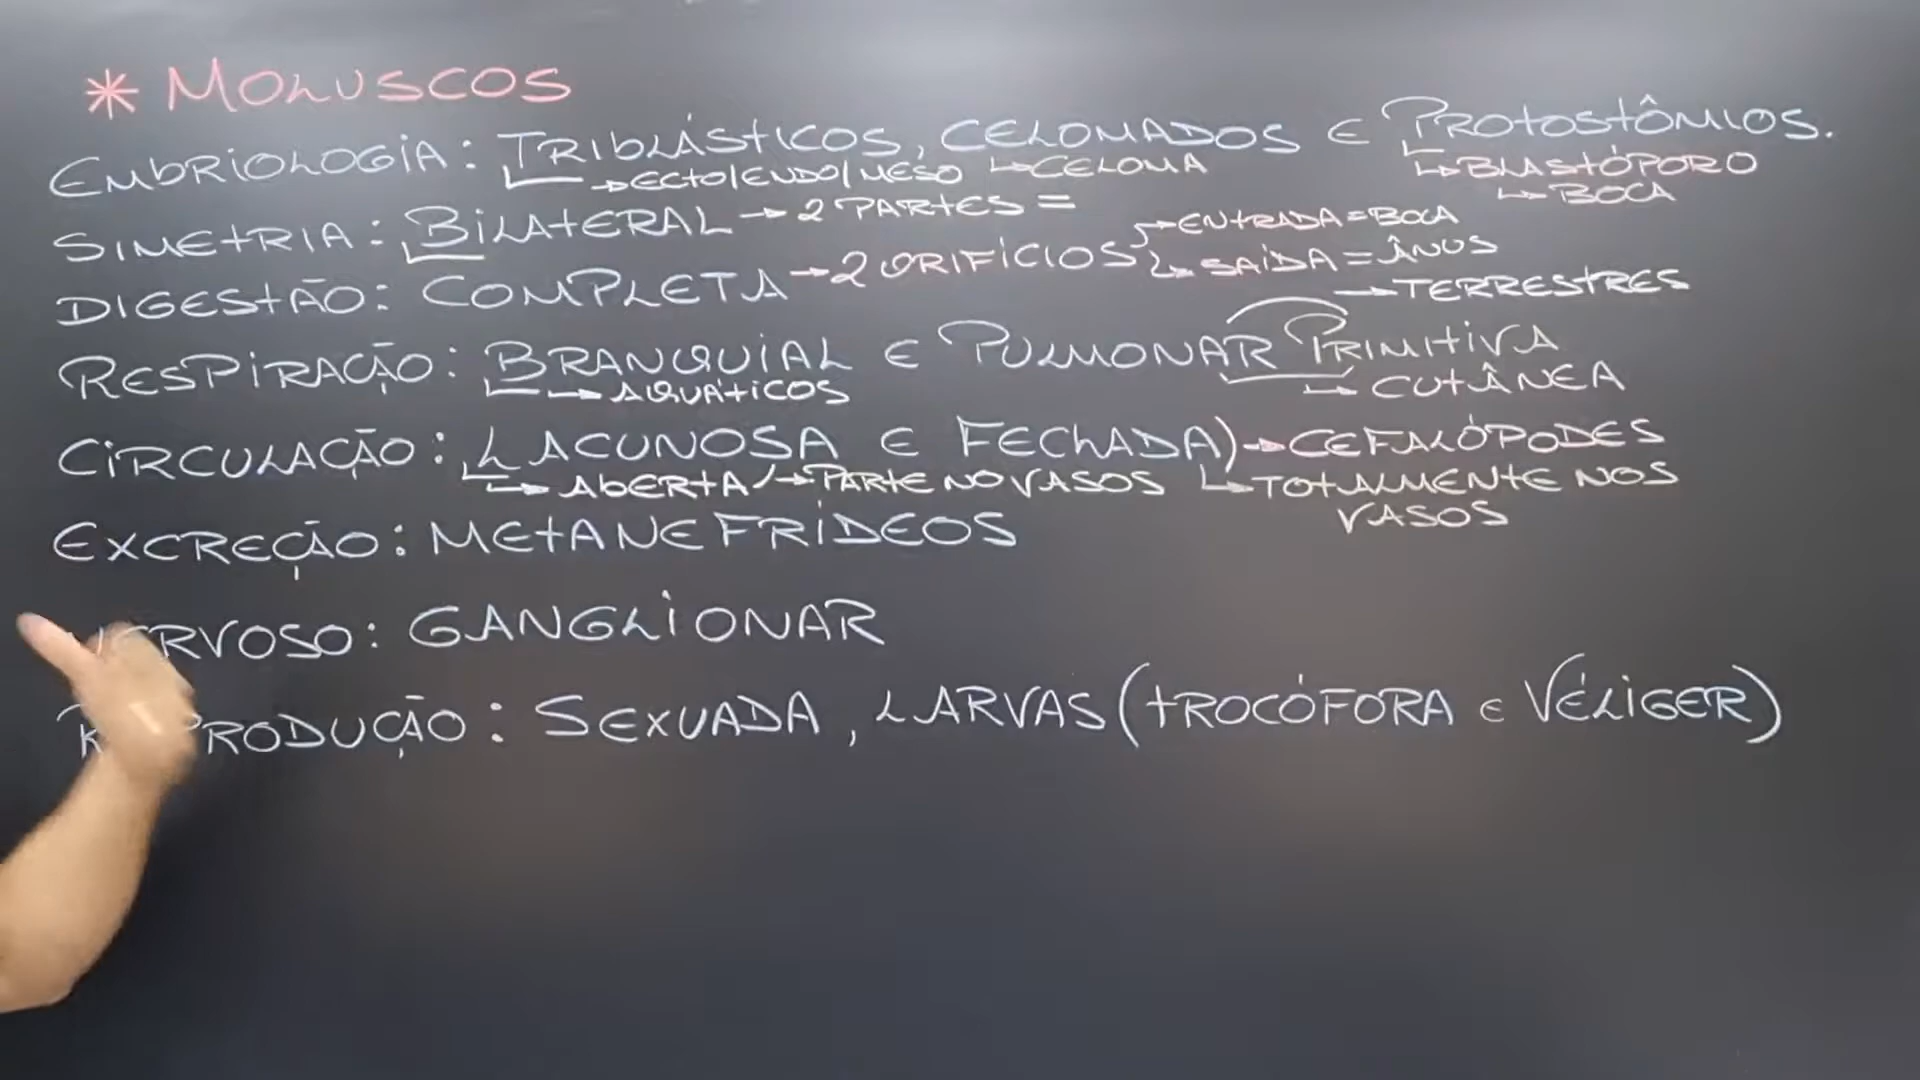 * MOLUSCOS
EMBRIOLOGIA: TRIBLÁSTICOS, CELOMADOS E PROTOSTÔMIOS.
→ECTO/ENDO/MESO →CELOMA →BLASTÓPORO
→BOCA
SIMETRIA: BILATERAL → 2 PARTES =
DIGESTÃO: COMPLETA → 2 ORIFÍCIOS →ENTRADA = BOCA
→SAÍDA = ÂNUS
→TERRESTRES
RESPIRAÇÃO: BRANQUIAL E PULMONAR PRIMITIVA
→AQUÁTICOS →CUTÂNEA
CIRCULAÇÃO: LACUNOSA E FECHADA)→CEFALÓPODES
→ABERTA/→PARTE NO VASOS →TOTALMENTE NOS
VASOS
EXCREÇÃO: METANEFRÍDEOS
NERVOSO: GANGLIONAR
REPRODUÇÃO: SEXUADA, LARVAS (TROCÓFORA E VÉLIGER)